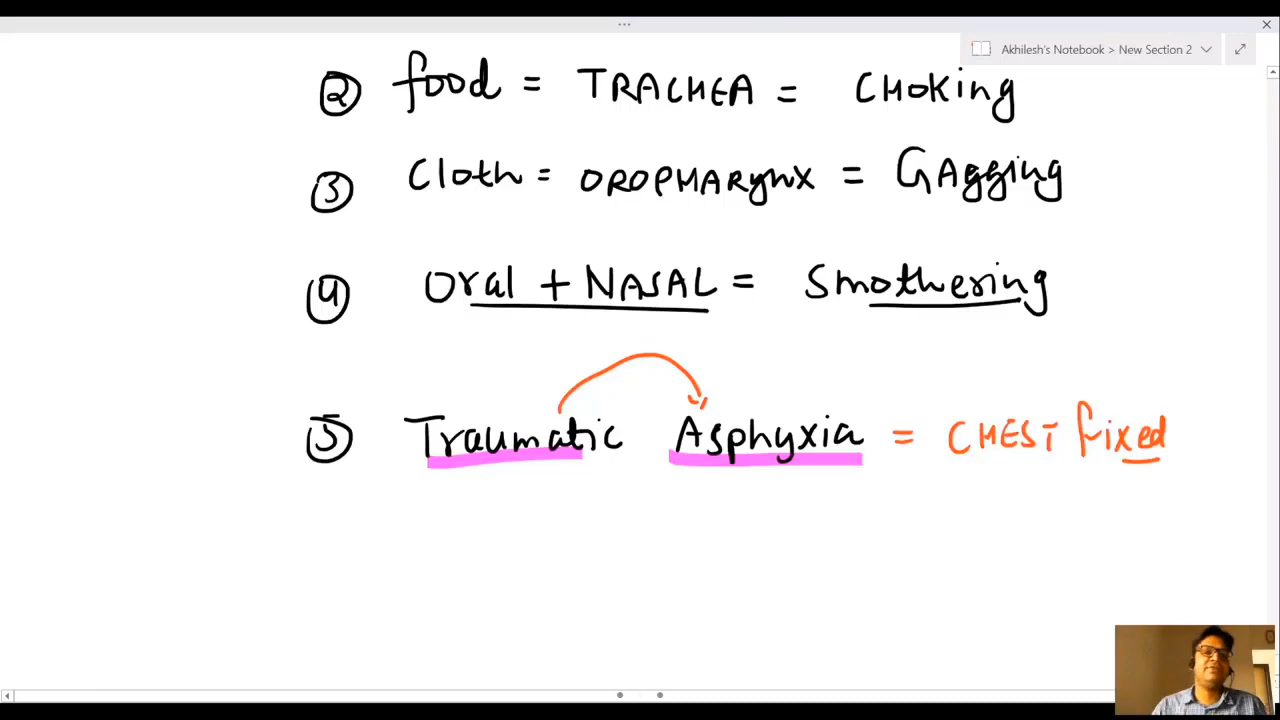 Akhilesh's Notebook > New Section 2
② food = TRACHEA = CHOKing
③ Cloth = OROPHARynX = GAgging
④ Oral + NASAL = Smothering
⑤ Traumatic Asphyxia = CHEST fixed